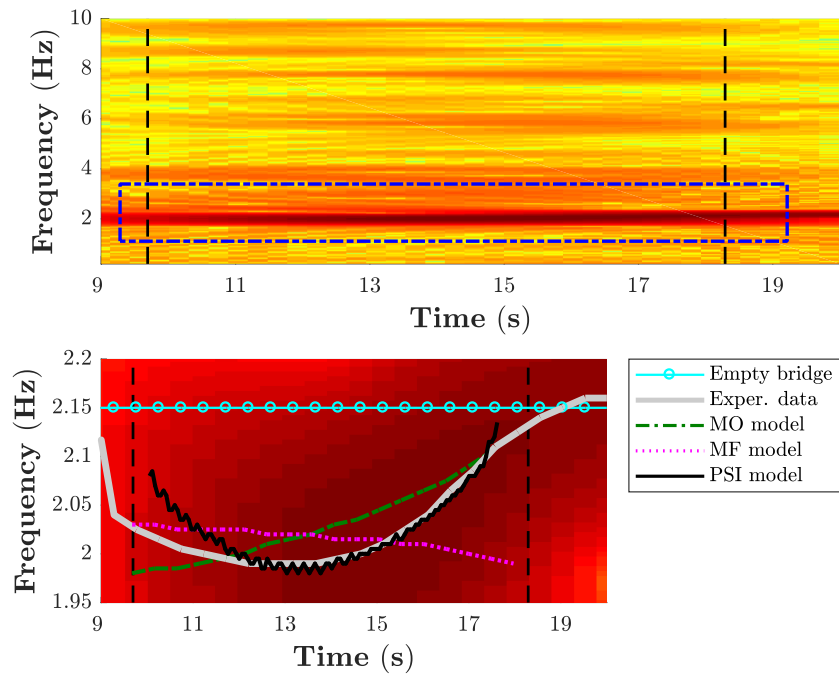 10
8
6
4
2
Frequency (Hz)
9 11 13 15 17 19
Time (s)
2.2
2.15
2.1
2.05
2
1.95
Frequency (Hz)
9 11 13 15 17 19
Time (s)
Empty bridge
Exper. data
MO model
MF model
PSI model